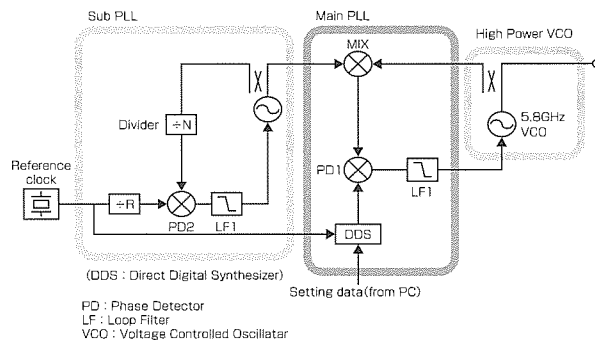 Sub PLL
Main PLL
High Power VCO
MIX
Divider
÷N
5.8GHz
VCO
Reference
clock
÷R
PD2
LF1
PD1
LF1
DDS
(DDS : Direct Digital Synthesizer)
Setting data(from PC)
PD : Phase Detector
LF : Loop Filter
VCO : Voltage Controlled Oscillatar